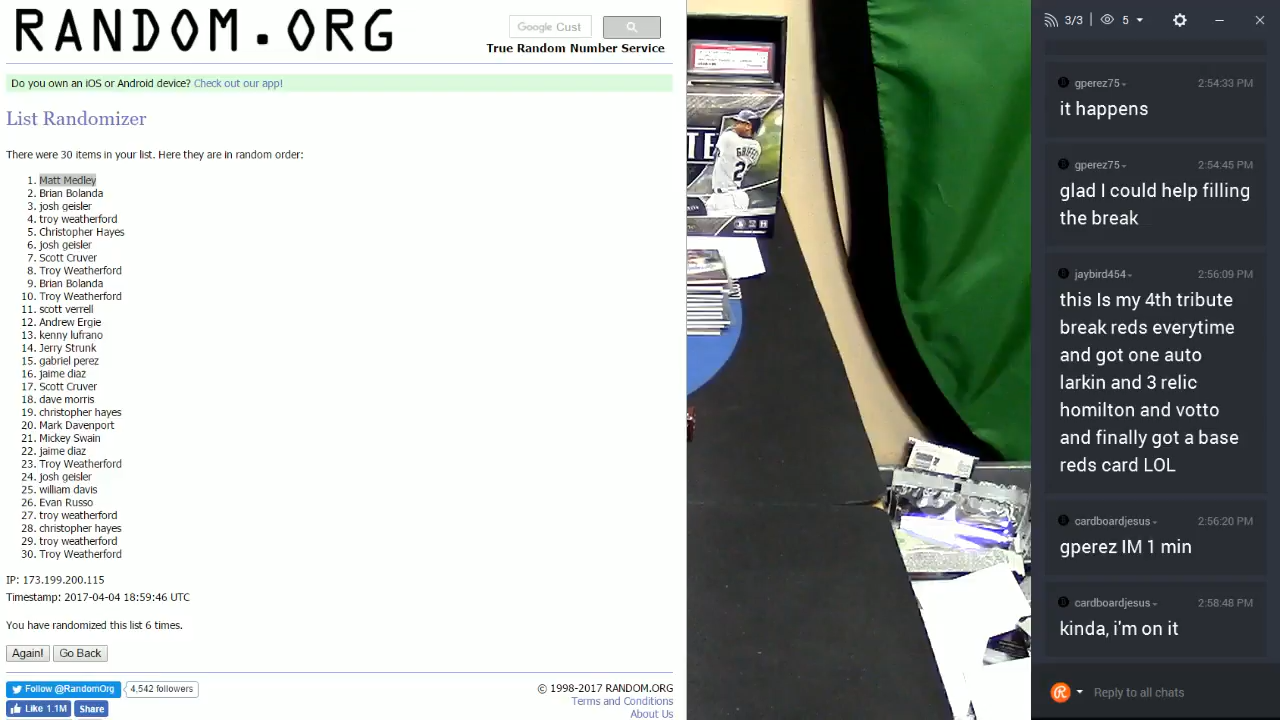 RANDOM.ORG
Google Cust
True Random Number Service
Do you own an iOS or Android device? Check out our app!
List Randomizer
There were 30 items in your list. Here they are in random order:
1. Matt Medley
2. Brian Bolanda
3. josh geisler
4. troy weatherford
5. Christopher Hayes
6. Josh geisler
7. Scott Cruver
8. Troy Weatherford
9. Brian Bolanda
10. Troy Weatherford
11. scott verrell
12. Andrew Ergie
13. kenny lufrano
14. Jerry Strunk
15. gabriel perez
16. jaime diaz
17. Scott Cruver
18. dave morris
19. christopher hayes
20. Mark Davenport
21. Mickey Swain
22. jaime diaz
23. Troy Weatherford
24. josh geisler
25. william davis
26. Evan Russo
27. troy weatherford
28. christopher hayes
29. troy weatherford
30. Troy Weatherford
IP: 173.199.200.115
Timestamp: 2017-04-04 18:59:46 UTC
You have randomized this list 6 times.
Again! Go Back
Follow @RandomOrg 4,542 followers
Like 1.1M Share
© 1998-2017 RANDOM.ORG
Terms and Conditions
About Us
3/3 5
gperez75 2:54:33 PM
it happens
gperez75 2:54:45 PM
glad I could help filling
the break
jaybird454 2:56:09 PM
this Is my 4th tribute
break reds everytime
and got one auto
larkin and 3 relic
homilton and votto
and finally got a base
reds card LOL
cardboardjesus 2:56:20 PM
gperez IM 1 min
cardboardjesus 2:58:48 PM
kinda, i'm on it
Reply to all chats